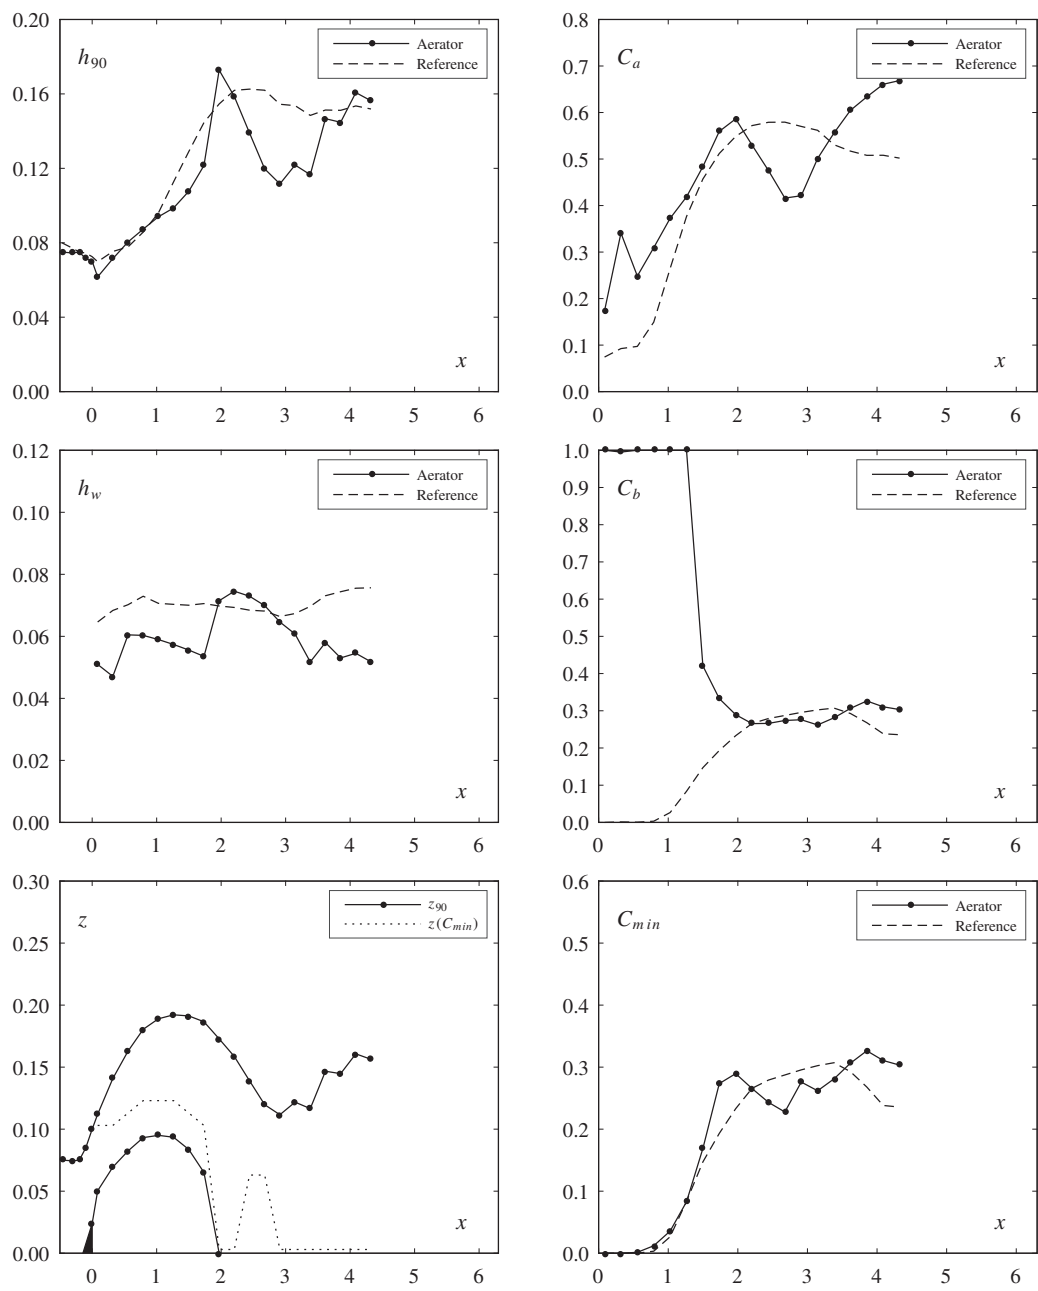 0.20
h₉₀
Aerator
Reference
0.16
0.12
0.08
0.04
x
0.00
0 1 2 3 4 5 6
0.8
C_a
Aerator
Reference
0.7
0.6
0.5
0.4
0.3
0.2
0.1
x
0.0
0 1 2 3 4 5 6
0.12
h_w
Aerator
Reference
0.10
0.08
0.06
0.04
0.02
x
0.00
0 1 2 3 4 5 6
1.0
C_b
Aerator
Reference
0.9
0.8
0.7
0.6
0.5
0.4
0.3
0.2
0.1
x
0.0
0 1 2 3 4 5 6
0.30
z
z₉₀
z(C_min)
0.25
0.20
0.15
0.10
0.05
x
0.00
0 1 2 3 4 5 6
0.6
C_min
Aerator
Reference
0.5
0.4
0.3
0.2
0.1
x
0.0
0 1 2 3 4 5 6